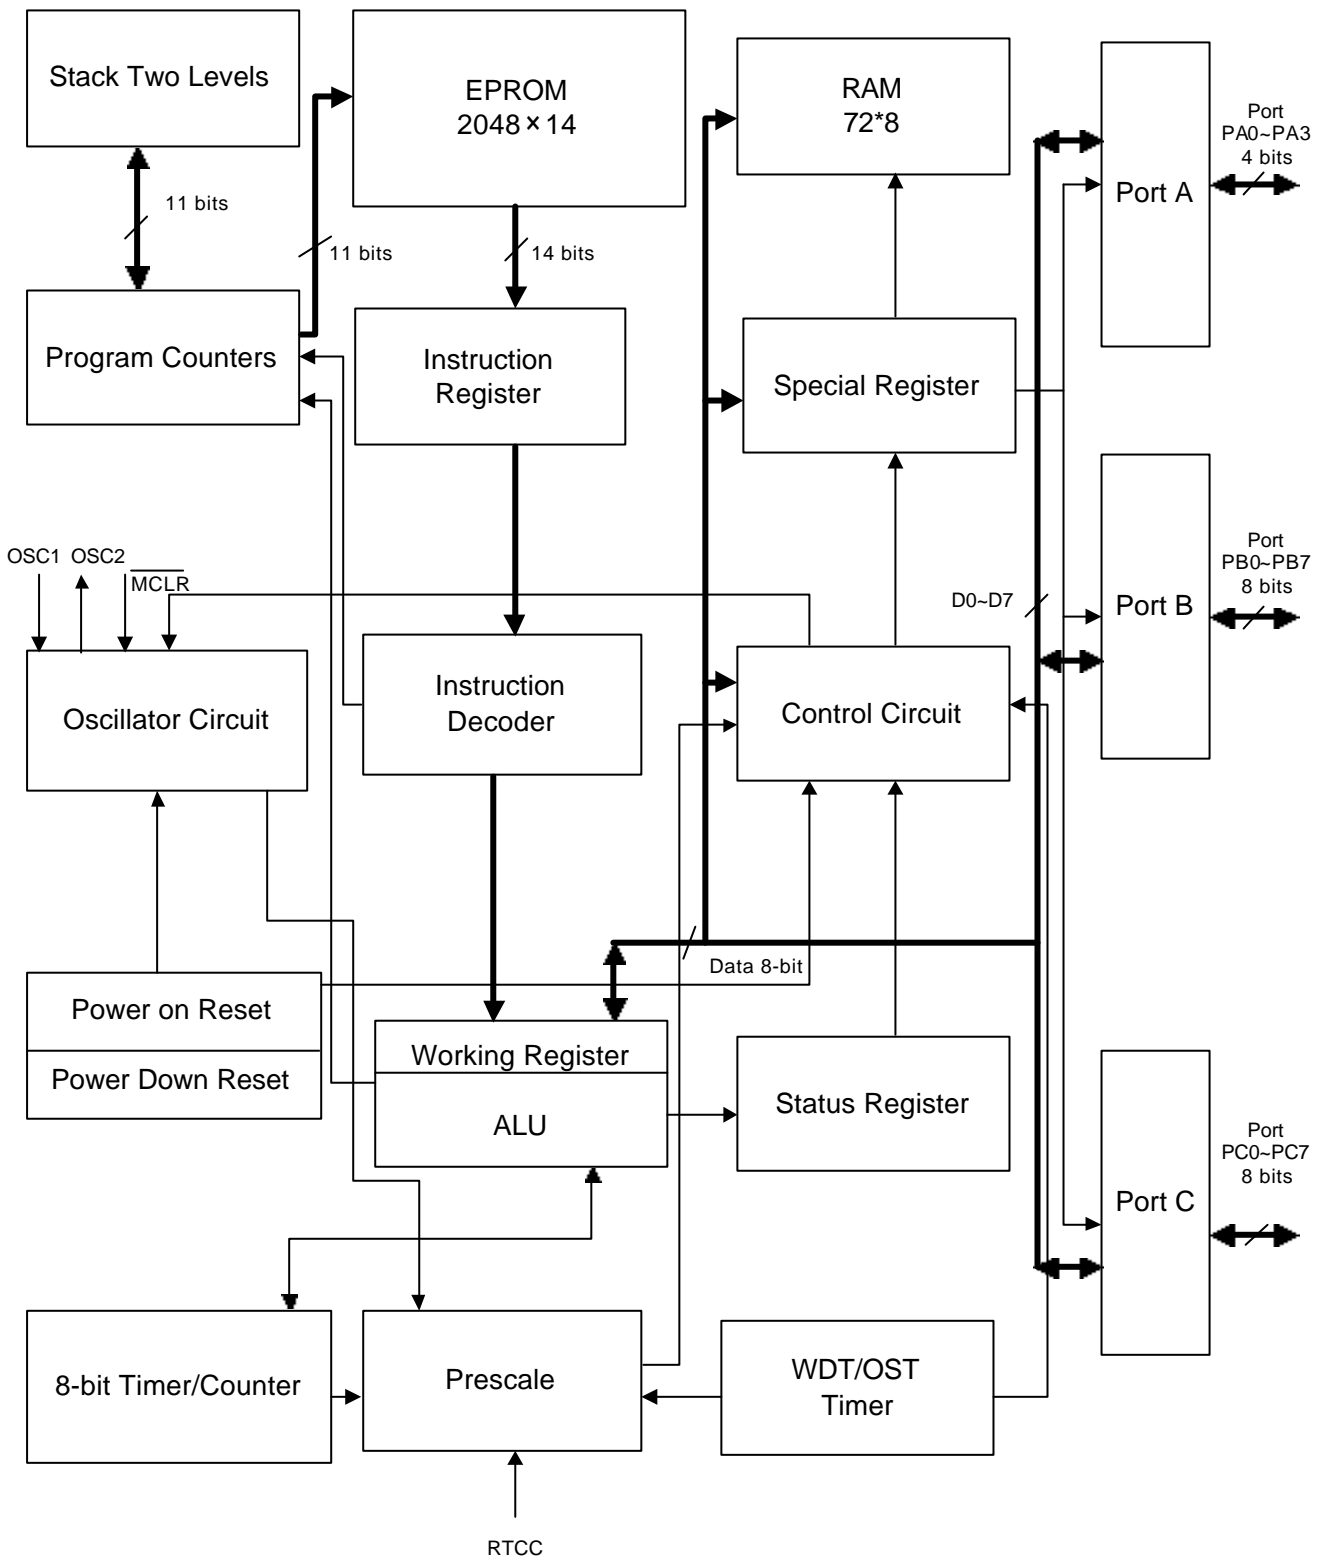 Stack Two Levels
EPROM
2048×14
RAM
72*8
Port
PA0~PA3
4 bits
Port A
11 bits
11 bits
14 bits
Program Counters
Instruction
Register
Special Register
OSC1 OSC2
MCLR
D0~D7
Port B
Port
PB0~PB7
8 bits
Oscillator Circuit
Instruction
Decoder
Control Circuit
Data 8-bit
Power on Reset
Power Down Reset
Working Register
ALU
Status Register
Port C
Port
PC0~PC7
8 bits
8-bit Timer/Counter
Prescale
WDT/OST
Timer
RTCC